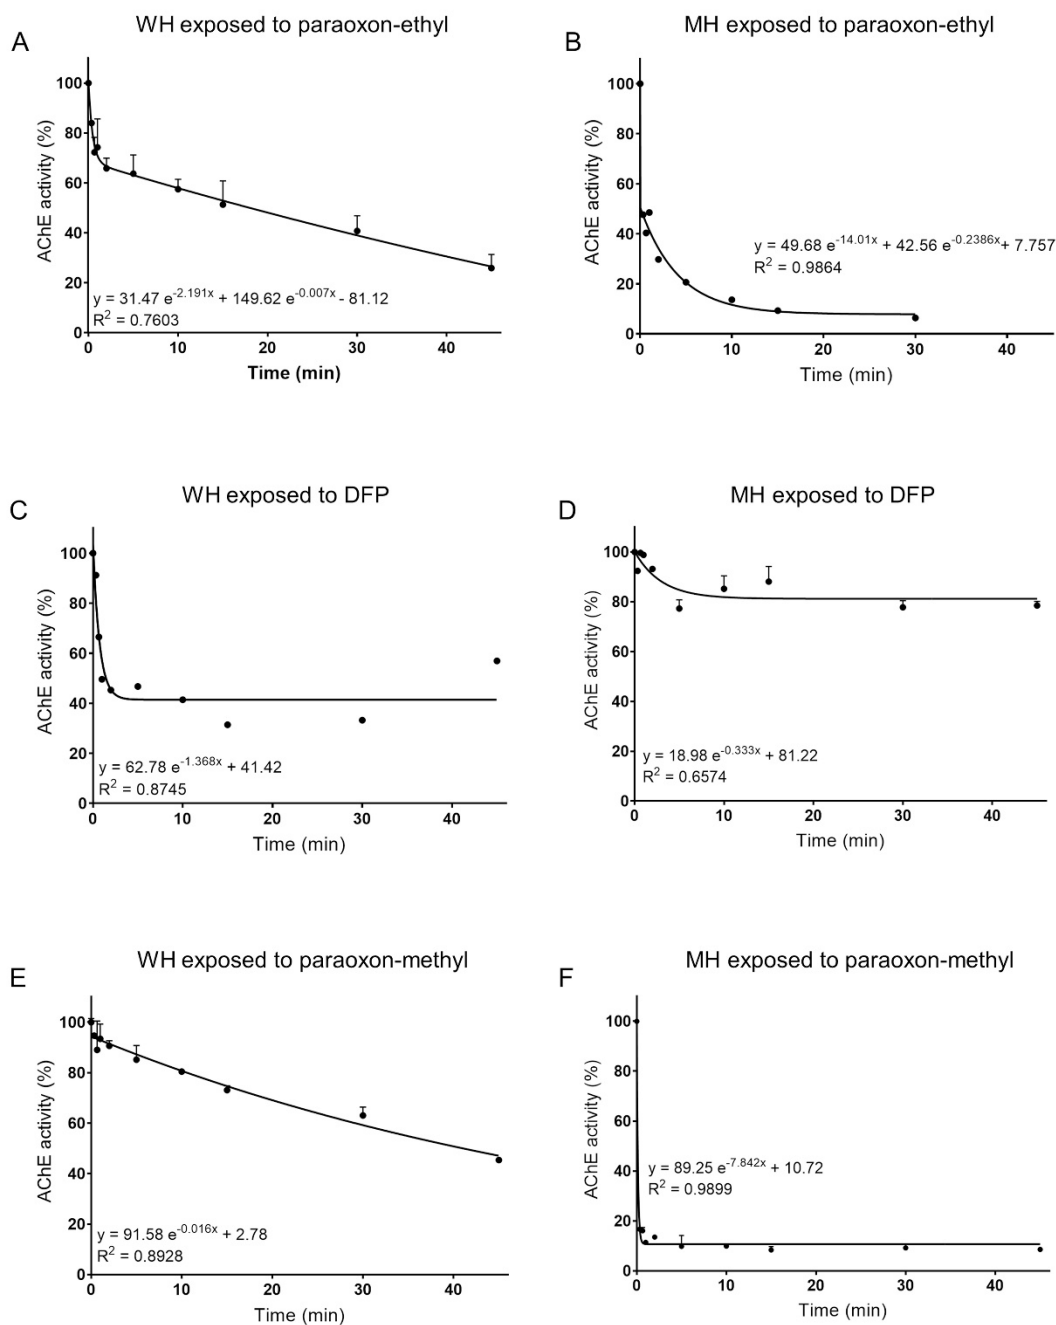 A
WH exposed to paraoxon-ethyl
AChE activity (%)
100
80
60
40
20
0
y = 31.47 e-2.191x + 149.62 e-0.007x - 81.12
R2 = 0.7603
0 10 20 30 40
Time (min)
B
MH exposed to paraoxon-ethyl
AChE activity (%)
100
80
60
40
20
0
y = 49.68 e-14.01x + 42.56 e-0.2386x + 7.757
R2 = 0.9864
0 10 20 30 40
Time (min)
C
WH exposed to DFP
AChE activity (%)
100
80
60
40
20
0
y = 62.78 e-1.368x + 41.42
R2 = 0.8745
0 10 20 30 40
Time (min)
D
MH exposed to DFP
AChE activity (%)
100
80
60
40
20
0
y = 18.98 e-0.333x + 81.22
R2 = 0.6574
0 10 20 30 40
Time (min)
E
WH exposed to paraoxon-methyl
AChE activity (%)
100
80
60
40
20
0
y = 91.58 e-0.016x + 2.78
R2 = 0.8928
0 10 20 30 40
Time (min)
F
MH exposed to paraoxon-methyl
AChE activity (%)
100
80
60
40
20
0
y = 89.25 e-7.842x + 10.72
R2 = 0.9899
0 10 20 30 40
Time (min)